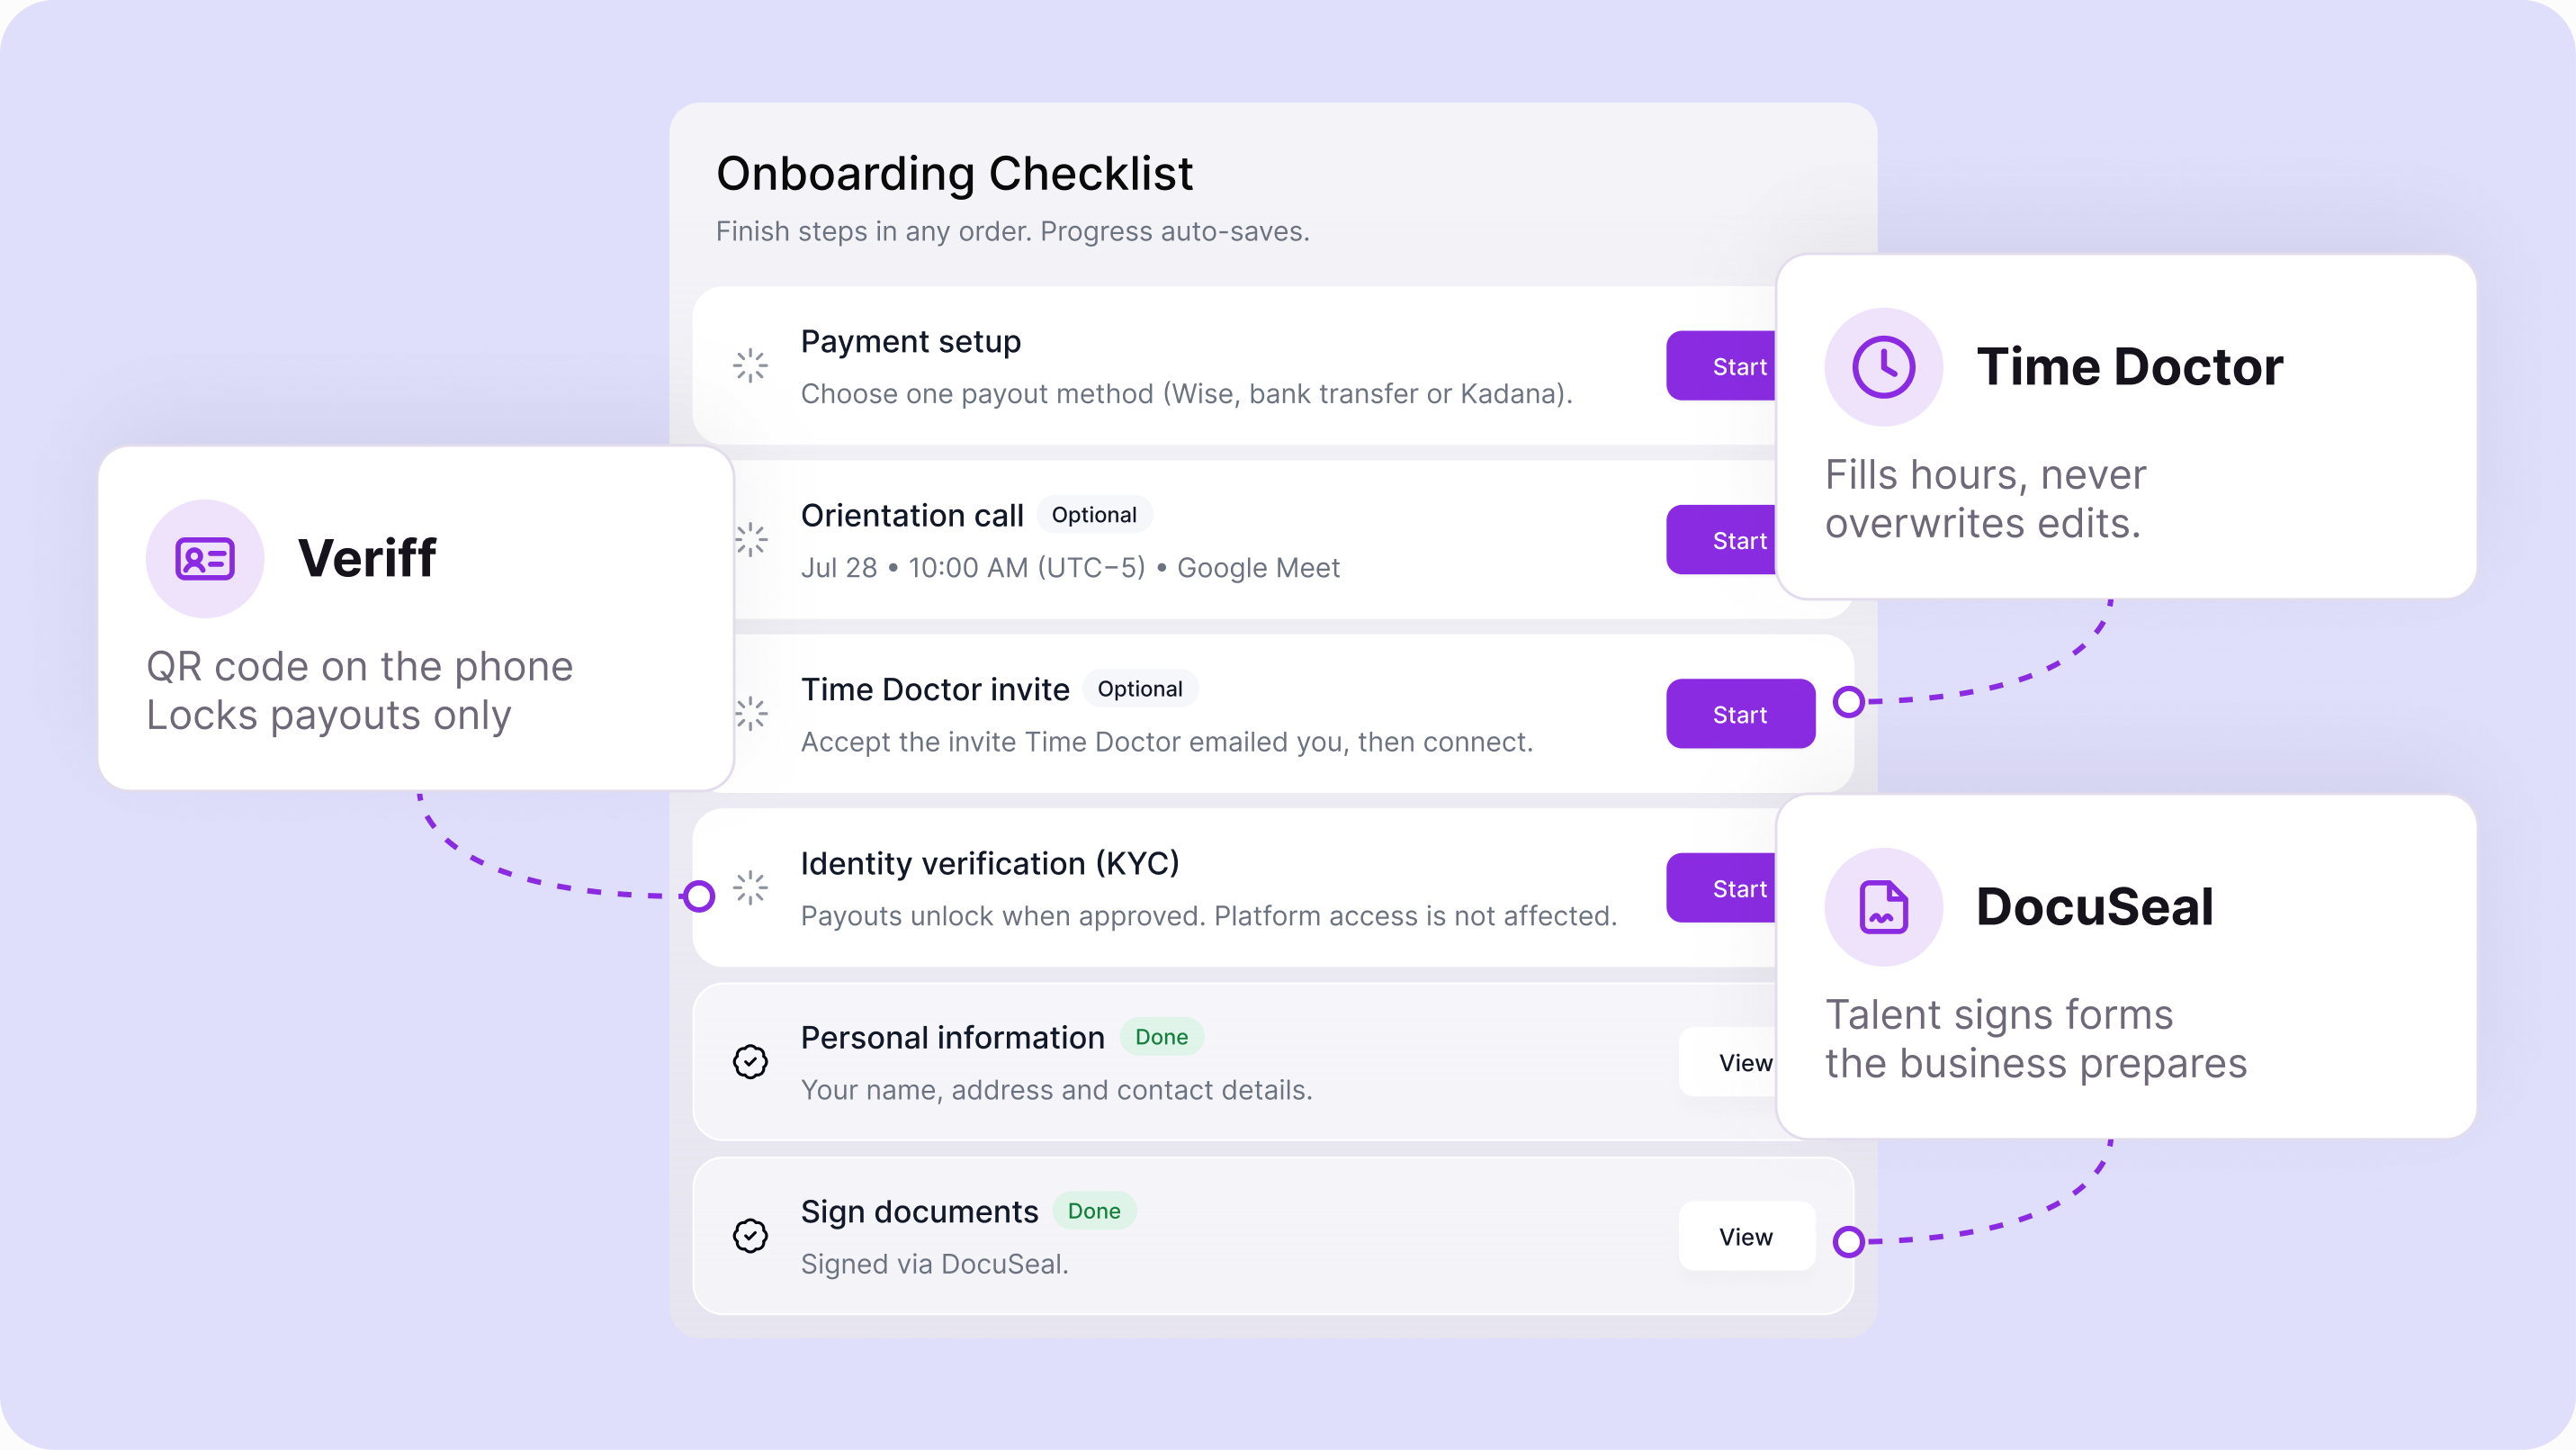 Onboarding Checklist
Finish steps in any order. Progress auto-saves.
Payment setup
Choose one payout method (Wise, bank transfer or Kadana).
Start
Orientation call Optional
Jul 28 • 10:00 AM (UTC−5) • Google Meet
Start
Time Doctor invite Optional
Accept the invite Time Doctor emailed you, then connect.
Start
Identity verification (KYC)
Payouts unlock when approved. Platform access is not affected.
Start
Personal information Done
Your name, address and contact details.
View
Sign documents Done
Signed via DocuSeal.
View
Veriff
QR code on the phone
Locks payouts only
Time Doctor
Fills hours, never
overwrites edits.
DocuSeal
Talent signs forms
the business prepares